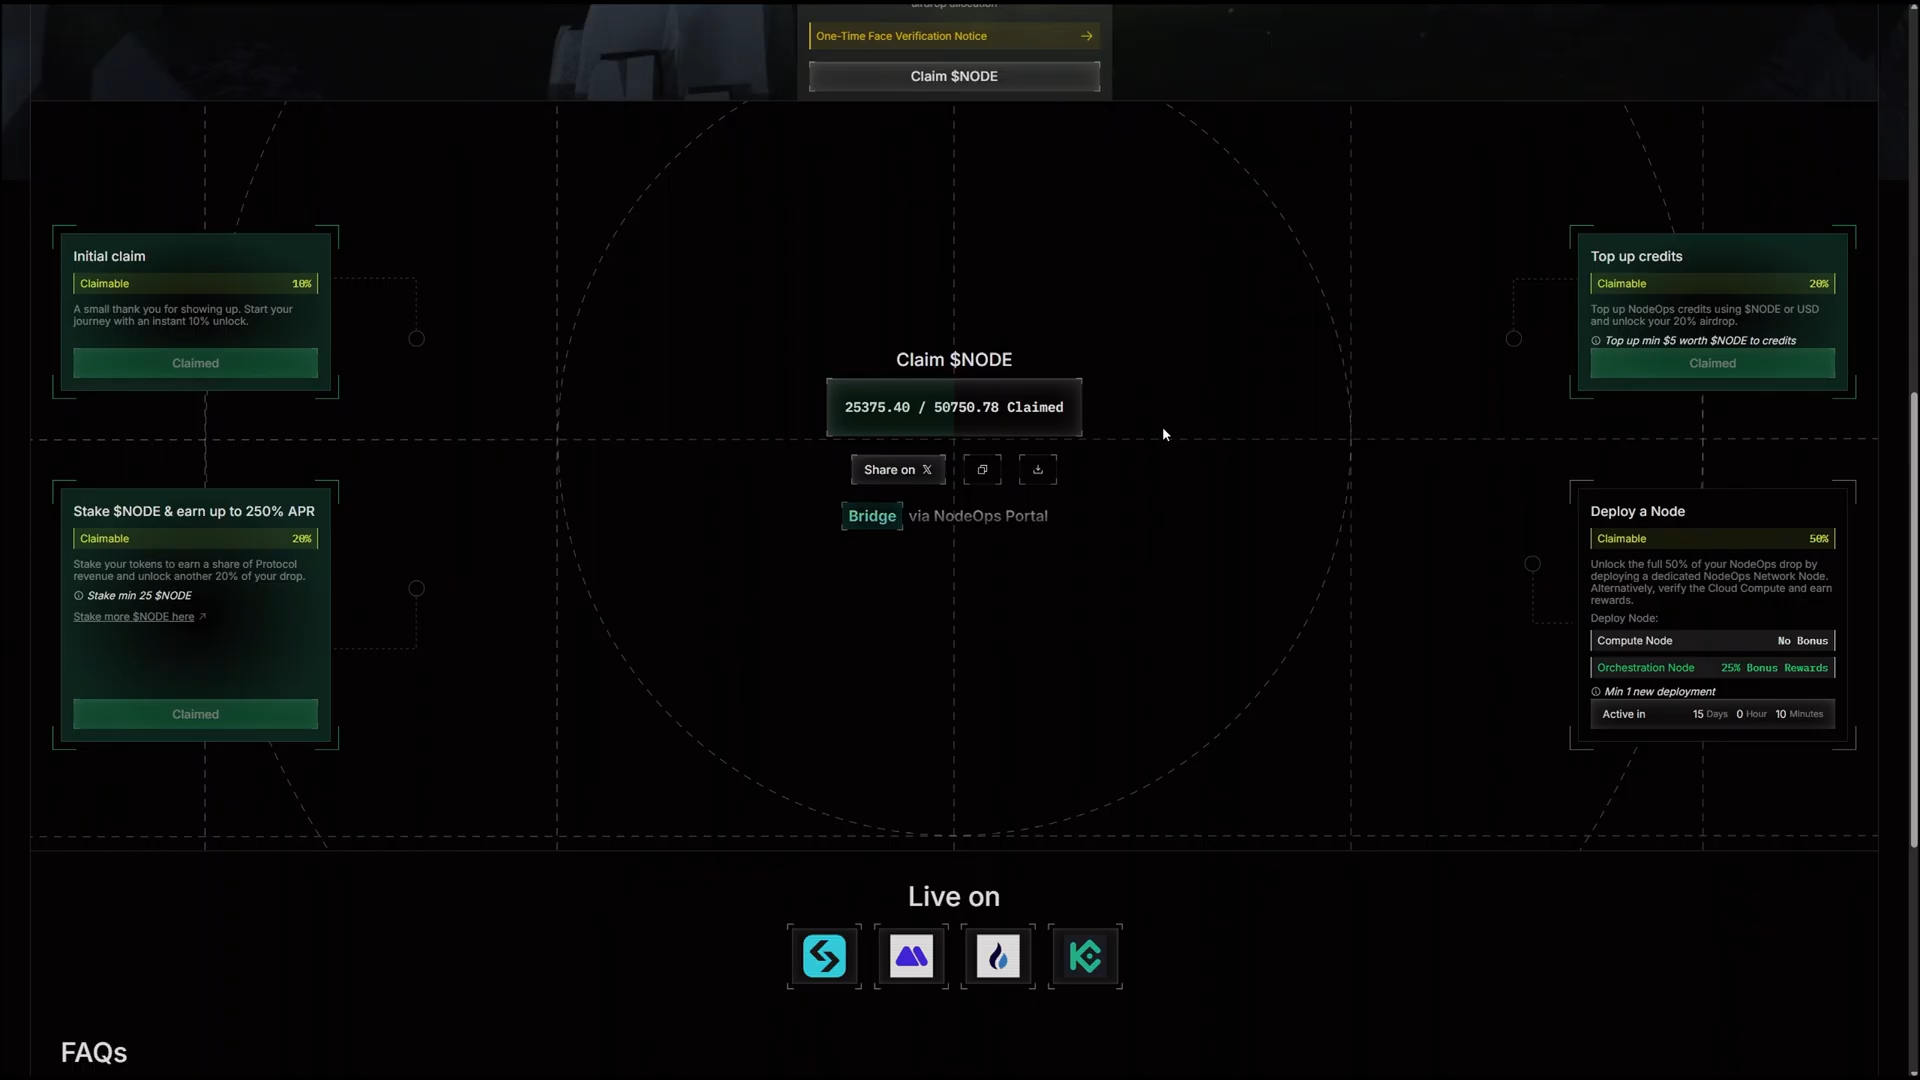 airdrop allocation
One-Time Face Verification Notice
Claim $NODE
Initial claim
Claimable 10%
A small thank you for showing up. Start your
journey with an instant 10% unlock.
Claimed
Top up credits
Claimable 20%
Top up NodeOps credits using $NODE or USD
and unlock your 20% airdrop.
Top up min $5 worth $NODE to credits
Claimed
Claim $NODE
25375.40 / 50750.78 Claimed
Share on X
Bridge via NodeOps Portal
Stake $NODE & earn up to 250% APR
Claimable 20%
Stake your tokens to earn a share of Protocol
revenue and unlock another 20% of your drop.
Stake min 25 $NODE
Stake more $NODE here
Claimed
Deploy a Node
Claimable 50%
Unlock the full 50% of your NodeOps drop by
deploying a dedicated NodeOps Network Node.
Alternatively, verify the Cloud Compute and earn
rewards.
Deploy Node:
Compute Node No Bonus
Orchestration Node 25% Bonus Rewards
Min 1 new deployment
Active in 15 Days 0 Hour 10 Minutes
Live on
FAQs